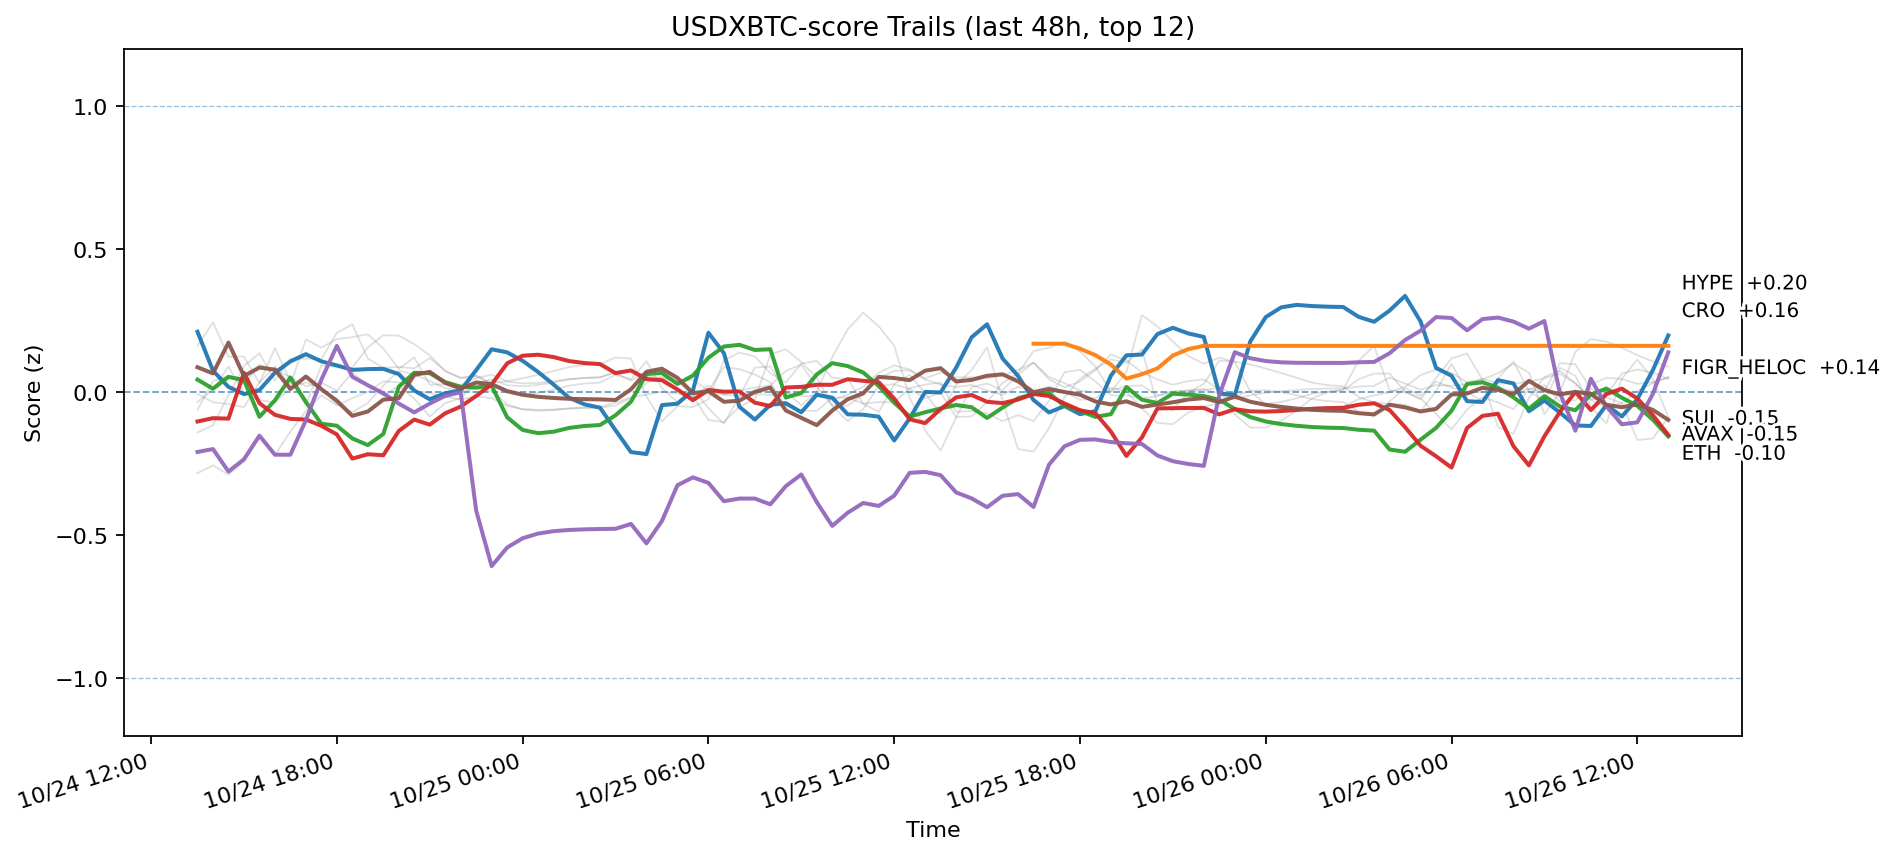 USDXBTC-score Trails (last 48h, top 12)
Score (z)
1.0
0.5
0.0
−0.5
−1.0
HYPE +0.20
CRO +0.16
FIGR_HELOC +0.14
SUI -0.15
AVAX -0.15
ETH -0.10
10/24 12:00
10/24 18:00
10/25 00:00
10/25 06:00
10/25 12:00
10/25 18:00
10/26 00:00
10/26 06:00
10/26 12:00
Time